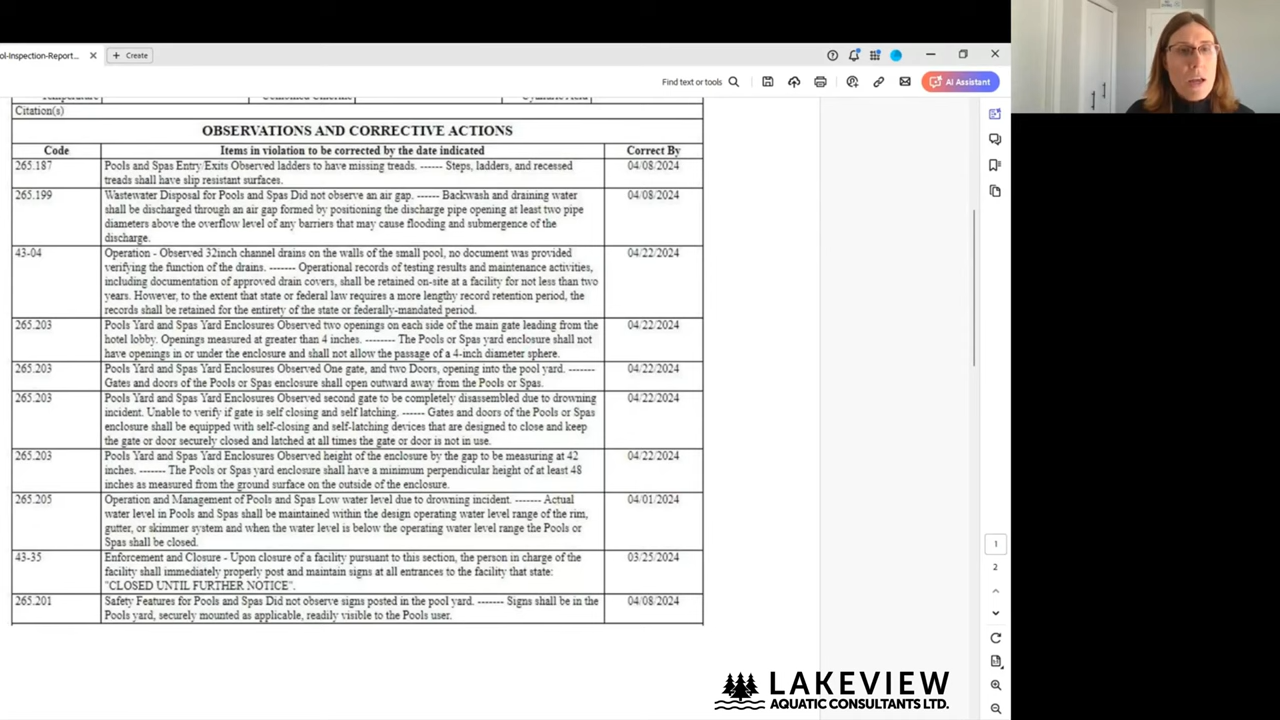 ol-Inspection-Report...
Create
Find text or tools
AI Assistant
Temperature Combined Chlorine Cyanuric Acid
Citation(s)
OBSERVATIONS AND CORRECTIVE ACTIONS
Code Items in violation to be corrected by the date indicated Correct By
265.187 Pools and Spas Entry/Exits Observed ladders to have missing treads. ------ Steps, ladders, and recessed 04/08/2024
treads shall have slip resistant surfaces.
265.199 Wastewater Disposal for Pools and Spas Did not observe an air gap. ------ Backwash and draining water 04/08/2024
shall be discharged through an air gap formed by positioning the discharge pipe opening at least two pipe
diameters above the overflow level of any barriers that may cause flooding and submergence of the
discharge.
43-04 Operation - Observed 32inch channel drains on the walls of the small pool, no document was provided 04/22/2024
verifying the function of the drains. ------- Operational records of testing results and maintenance activities,
including documentation of approved drain covers, shall be retained on-site at a facility for not less than two
years. However, to the extent that state or federal law requires a more lengthy record retention period, the
records shall be retained for the entirety of the state or federally-mandated period.
265.203 Pools Yard and Spas Yard Enclosures Observed two openings on each side of the main gate leading from the 04/22/2024
hotel lobby. Openings measured at greater than 4 inches. -------- The Pools or Spas yard enclosure shall not
have openings in or under the enclosure and shall not allow the passage of a 4-inch diameter sphere.
265.203 Pools Yard and Spas Yard Enclosures Observed One gate, and two Doors, opening into the pool yard. ------- 04/22/2024
Gates and doors of the Pools or Spas enclosure shall open outward away from the Pools or Spas.
265.203 Pools Yard and Spas Yard Enclosures Observed second gate to be completely disassembled due to drowning 04/22/2024
incident. Unable to verify if gate is self closing and self latching. ------ Gates and doors of the Pools or Spas
enclosure shall be equipped with self-closing and self-latching devices that are designed to close and keep
the gate or door securely closed and latched at all times the gate or door is not in use.
265.203 Pools Yard and Spas Yard Enclosures Observed height of the enclosure by the gap to be measuring at 42 04/22/2024
inches. ------- The Pools or Spas yard enclosure shall have a minimum perpendicular height of at least 48
inches as measured from the ground surface on the outside of the enclosure.
265.205 Operation and Management of Pools and Spas Low water level due to drowning incident. ------- Actual 04/01/2024
water level in Pools and Spas shall be maintained within the design operating water level range of the rim,
gutter, or skimmer system and when the water level is below the operating water level range the Pools or
Spas shall be closed.
43-35 Enforcement and Closure - Upon closure of a facility pursuant to this section, the person in charge of the 03/25/2024
facility shall immediately properly post and maintain signs at all entrances to the facility that state:
"CLOSED UNTIL FURTHER NOTICE".
265.201 Safety Features for Pools and Spas Did not observe signs posted in the pool yard. ------- Signs shall be in the 04/08/2024
Pools yard, securely mounted as applicable, readily visible to the Pools user.
1
2
LAKEVIEW
AQUATIC CONSULTANTS LTD.